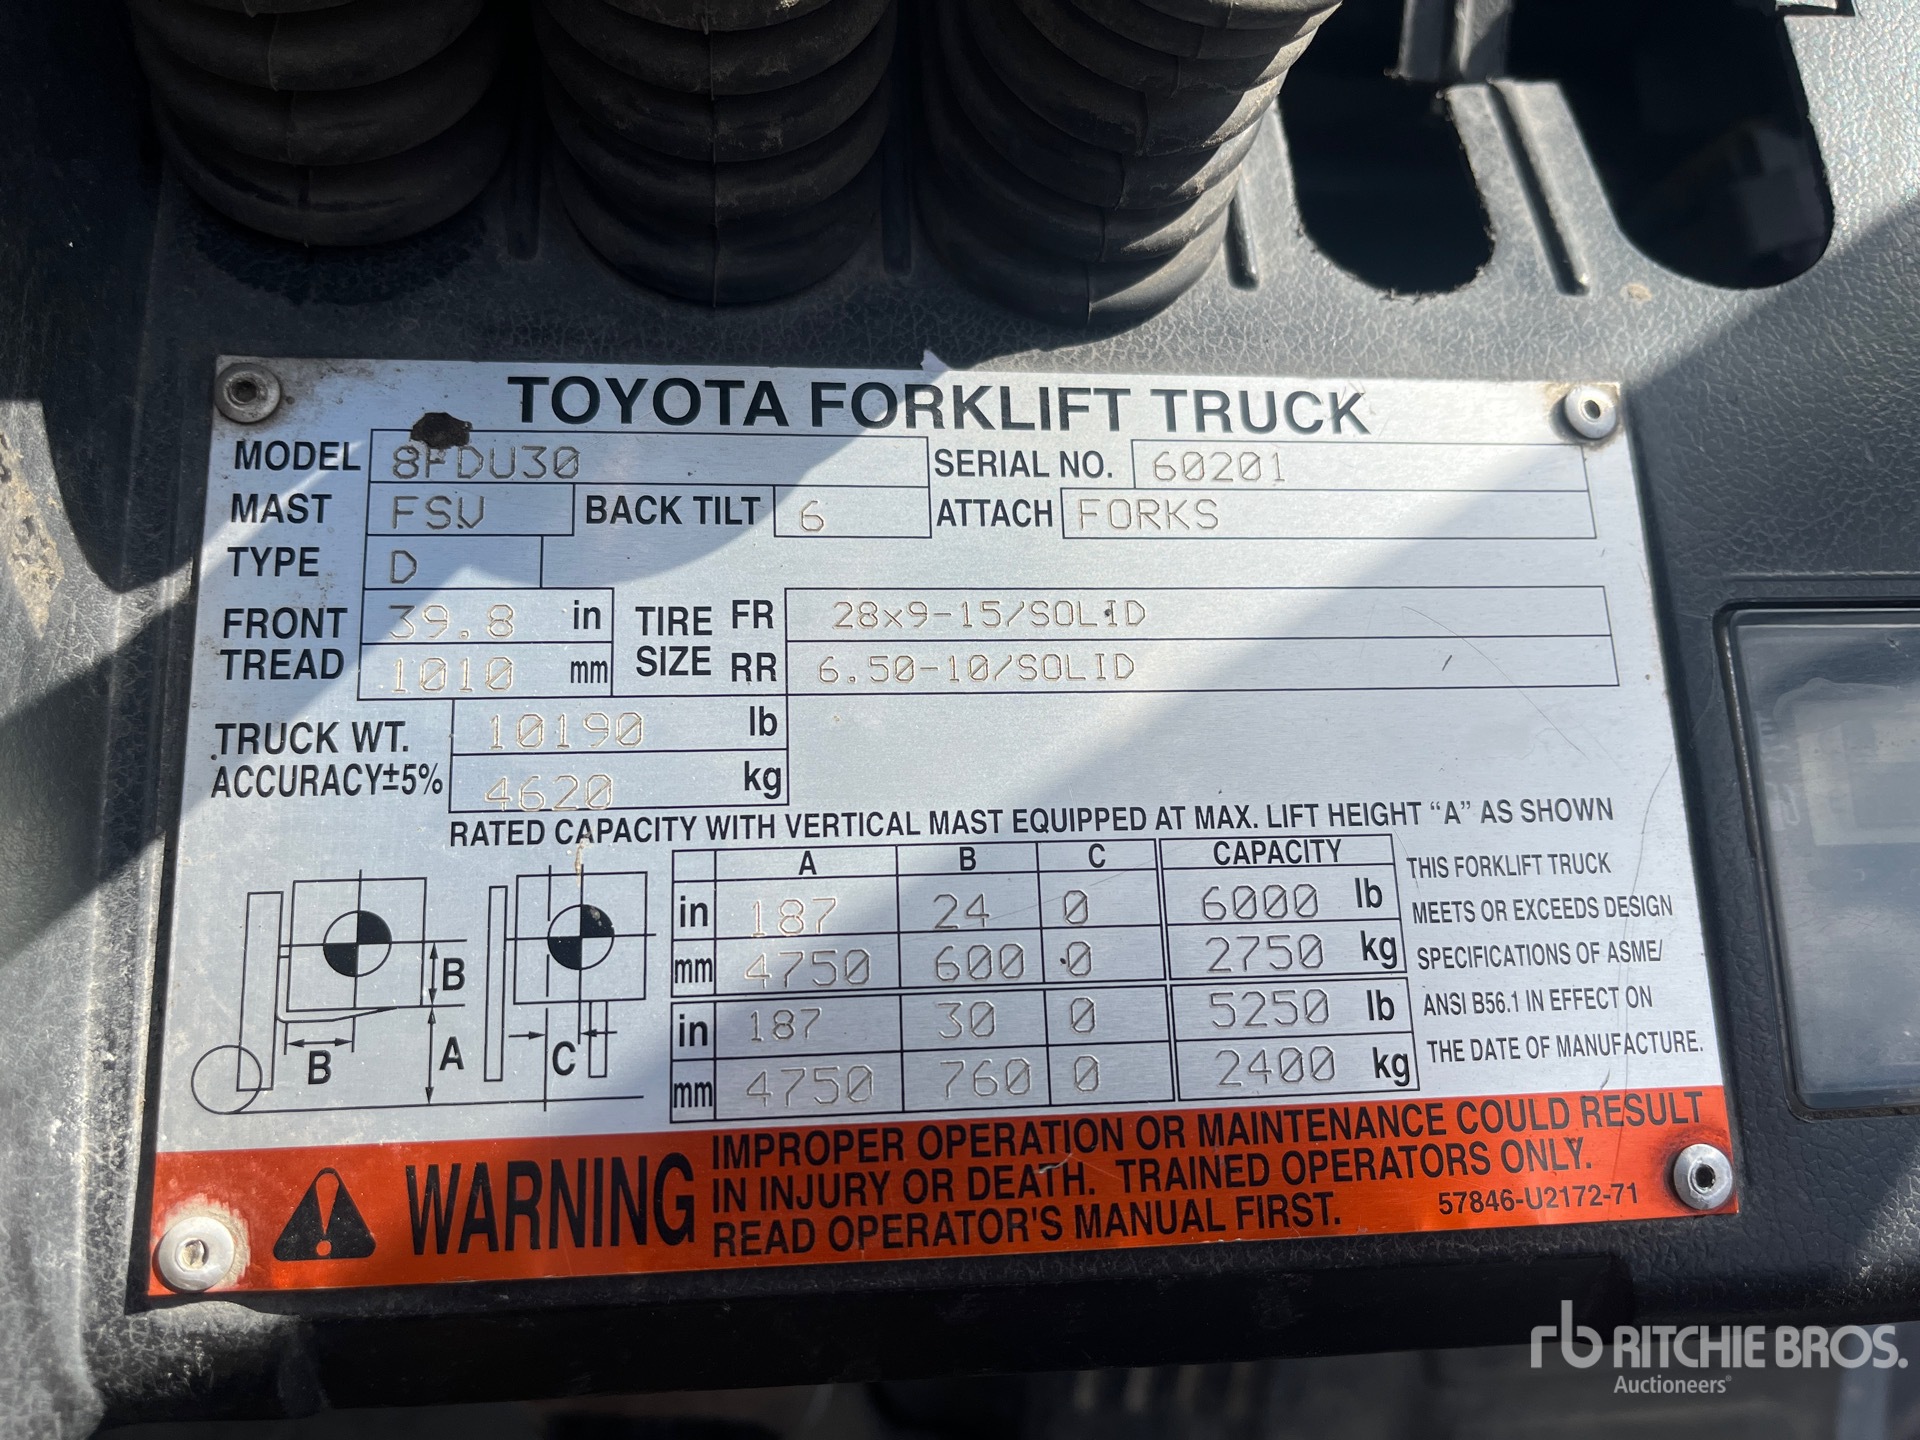 TOYOTA FORKLIFT TRUCK
MODEL 8FDU30 SERIAL NO. 60201
MAST FSV BACK TILT 6 ATTACH FORKS
TYPE D
FRONT TREAD 39.8 in 1010 mm
TIRE SIZE FR 28x9-15/SOLID
RR 6.50-10/SOLID
TRUCK WT. 10190 lb
ACCURACY±5% 4620 kg
RATED CAPACITY WITH VERTICAL MAST EQUIPPED AT MAX. LIFT HEIGHT "A" AS SHOWN
A B C CAPACITY
in 187 24 0 6000 lb
mm 4750 600 0 2750 kg
in 187 30 0 5250 lb
mm 4750 760 0 2400 kg
B
B
A
C
THIS FORKLIFT TRUCK
MEETS OR EXCEEDS DESIGN
SPECIFICATIONS OF ASME/
ANSI B56.1 IN EFFECT ON
THE DATE OF MANUFACTURE.
WARNING
IMPROPER OPERATION OR MAINTENANCE COULD RESULT
IN INJURY OR DEATH. TRAINED OPERATORS ONLY.
READ OPERATOR'S MANUAL FIRST. 57846-U2172-71
rb RITCHIE BROS.
Auctioneers®